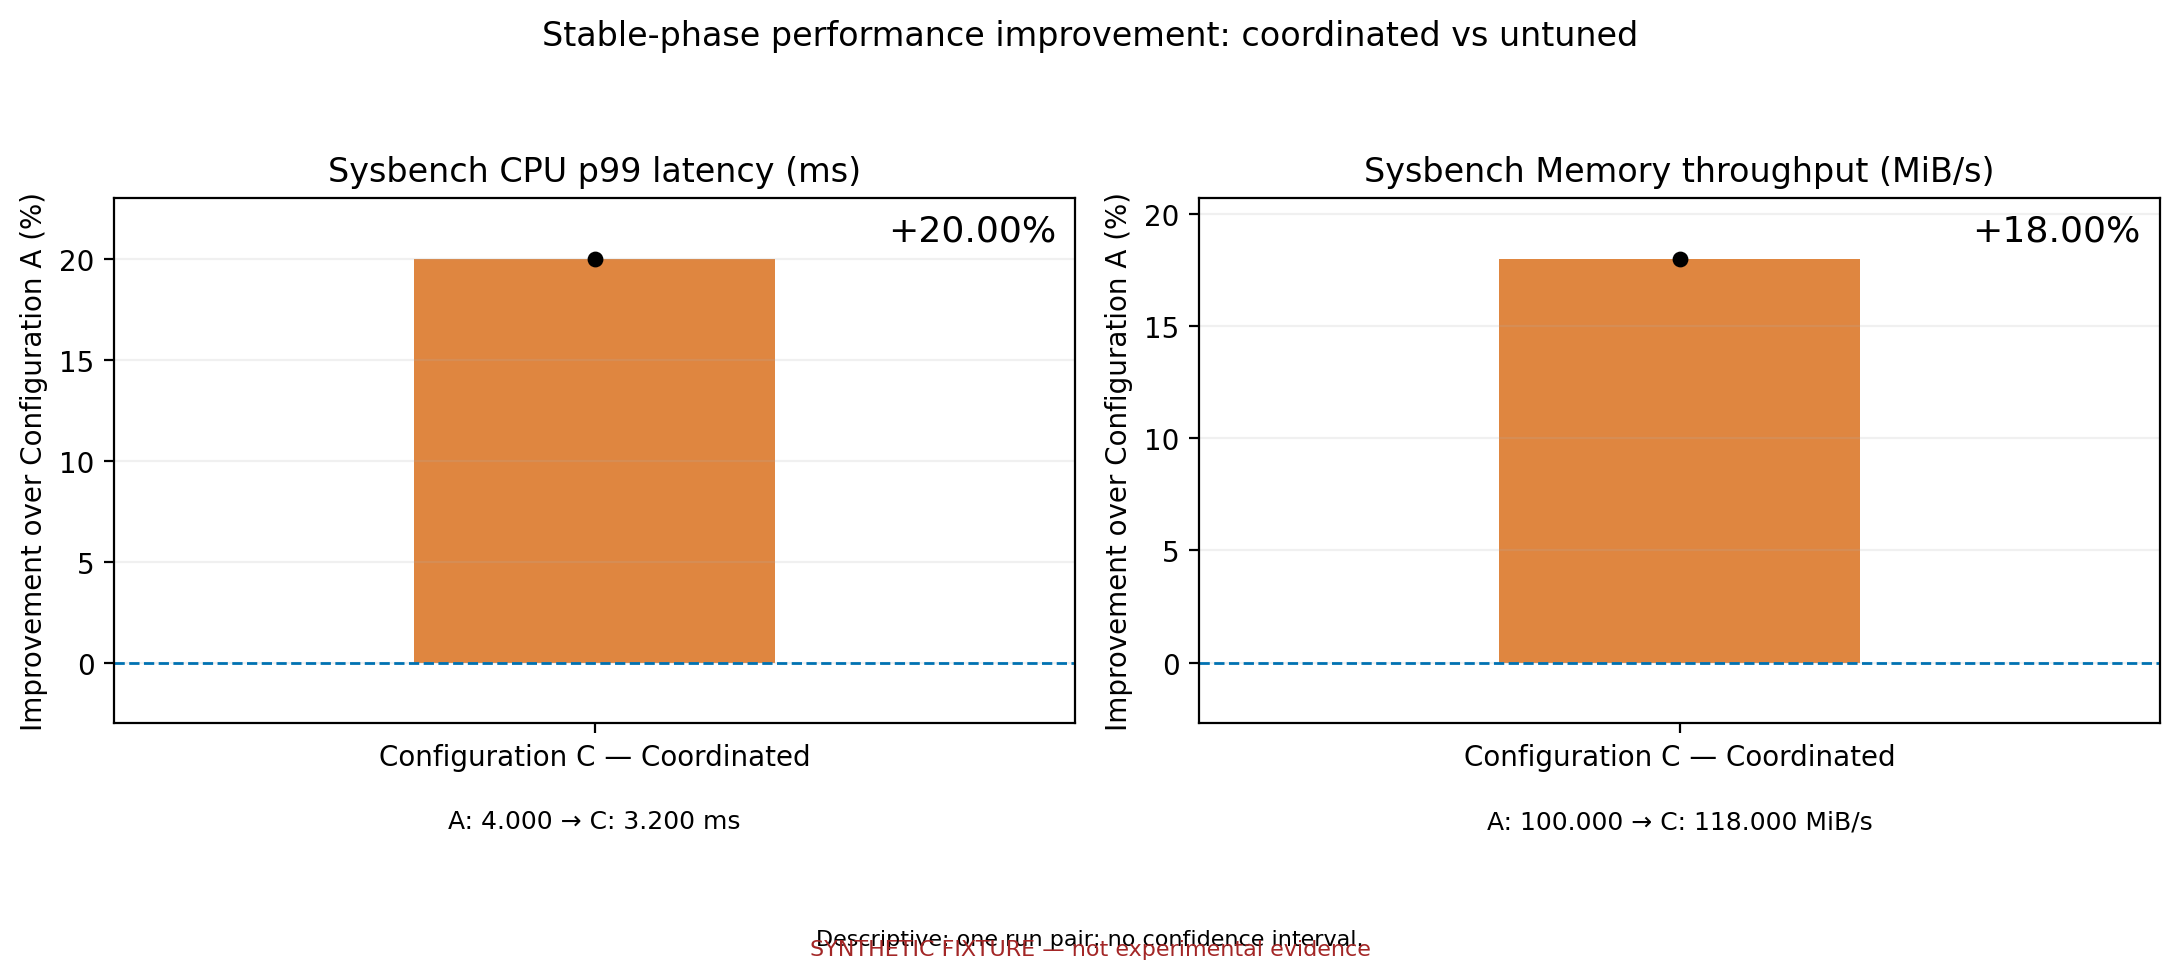 Stable-phase performance improvement: coordinated vs untuned
Sysbench CPU p99 latency (ms)
Improvement over Configuration A (%)
20
15
10
5
0
+20.00%
Configuration C — Coordinated
A: 4.000 → C: 3.200 ms
Sysbench Memory throughput (MiB/s)
Improvement over Configuration A (%)
20
15
10
5
0
+18.00%
Configuration C — Coordinated
A: 100.000 → C: 118.000 MiB/s
Descriptive: one run pair; no confidence interval.
SYNTHETIC FIXTURE — not experimental evidence